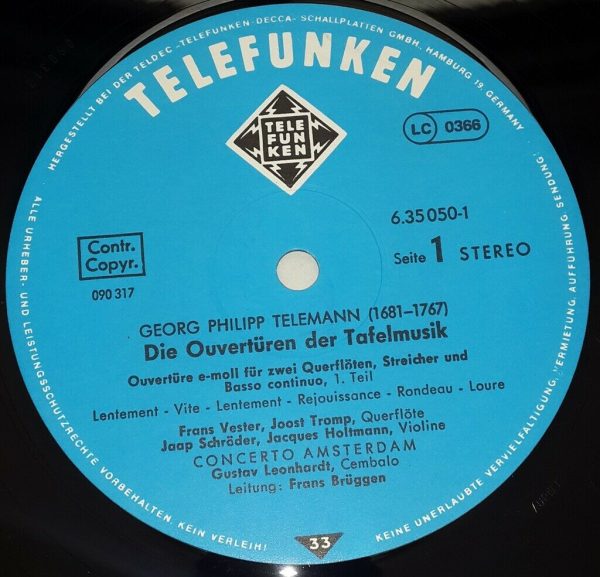 HERGESTELLT BEI DER TELDEC-»TELEFUNKEN-DECCA« SCHALLPLATTEN GMBH, HAMBURG 19, GERMANY
TELEFUNKEN
TELE
FUN
KEN
LC 0366
6.35 050-1
Seite 1 STEREO
Contr.
Copyr.
090 317
GEORG PHILIPP TELEMANN (1681–1767)
Die Ouvertüren der Tafelmusik
Ouvertüre e-moll für zwei Querflöten, Streicher und
Basso continuo, 1. Teil
Lentement - Vite - Lentement - Rejouissance - Rondeau - Loure
Frans Vester, Joost Tromp, Querflöte
Jaap Schröder, Jacques Holtmann, Violine
CONCERTO AMSTERDAM
Gustav Leonhardt, Cembalo
Leitung: Frans Brüggen
33
ALLE URHEBER- UND LEISTUNGSSCHUTZRECHTE VORBEHALTEN. KEIN VERLEIH!
KEINE UNERLAUBTE VERVIELFÄLTIGUNG, VERMIETUNG, AUFFÜHRUNG, SENDUNG!